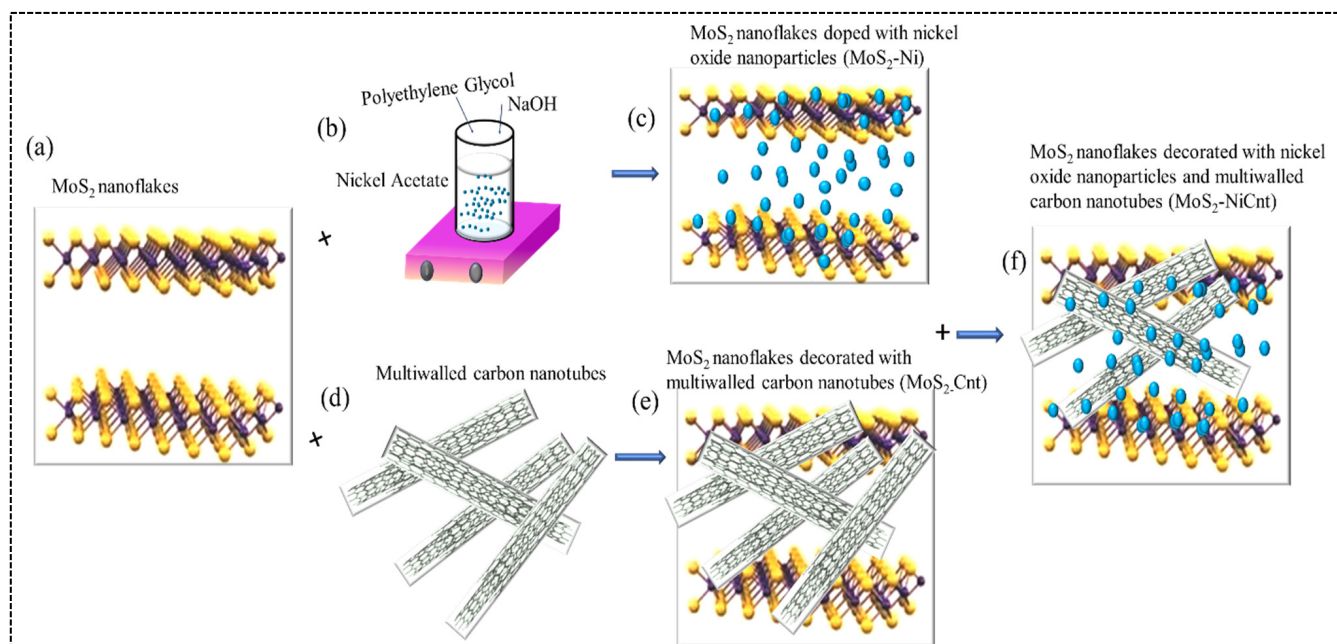 (a)
MoS₂ nanoflakes
+
(b)
Polyethylene Glycol
NaOH
Nickel Acetate
(c)
MoS₂ nanoflakes doped with nickel
oxide nanoparticles (MoS₂-Ni)
+
(d)
Multiwalled carbon nanotubes
(e)
MoS₂ nanoflakes decorated with
multiwalled carbon nanotubes (MoS₂-Cnt)
+
(f)
MoS₂ nanoflakes decorated with nickel
oxide nanoparticles and multiwalled
carbon nanotubes (MoS₂-NiCnt)